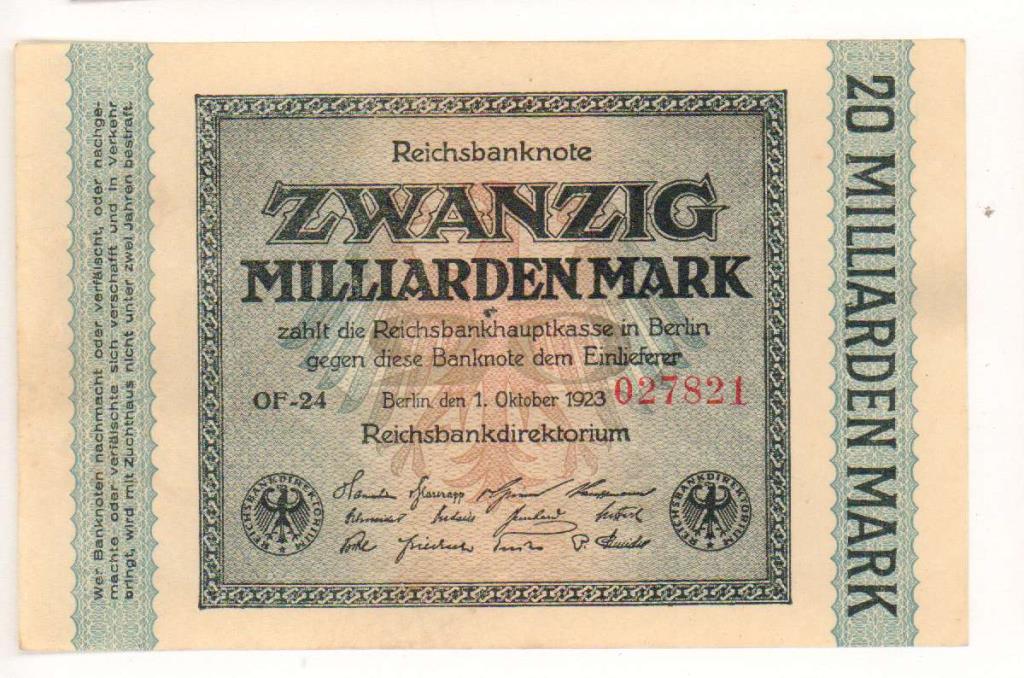 Wer Banknoten nachmacht oder verfälscht, oder nachge-
machte oder verfälschte sich verschafft und in Verkehr
bringt, wird mit Zuchthaus nicht unter zwei Jahren bestraft.
Reichsbanknote
ZWANZIG
MILLIARDEN MARK
zahlt die Reichsbankhauptkasse in Berlin
gegen diese Banknote dem Einlieferer
OF-24 Berlin, den 1. Oktober 1923 027821
Reichsbankdirektorium
REICHSBANKDIREKTORIUM
REICHSBANKDIREKTORIUM
20 MILLIARDEN MARK